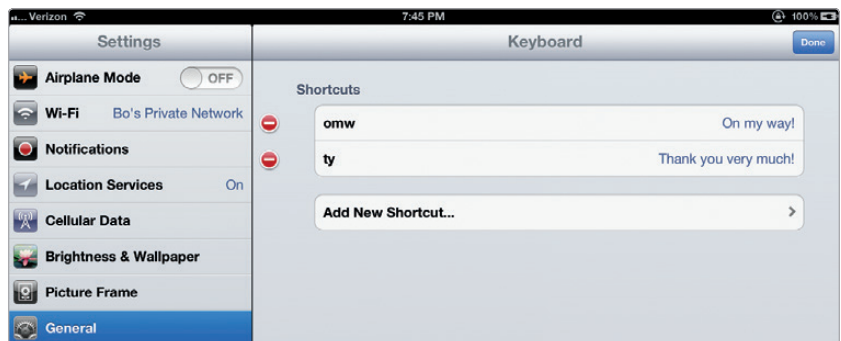 ... Verizon 7:45 PM 100%
Settings Keyboard Done
Airplane Mode OFF
Wi-Fi Bo's Private Network
Notifications
Location Services On
Cellular Data
Brightness & Wallpaper
Picture Frame
General
Shortcuts
omw On my way!
ty Thank you very much!
Add New Shortcut...